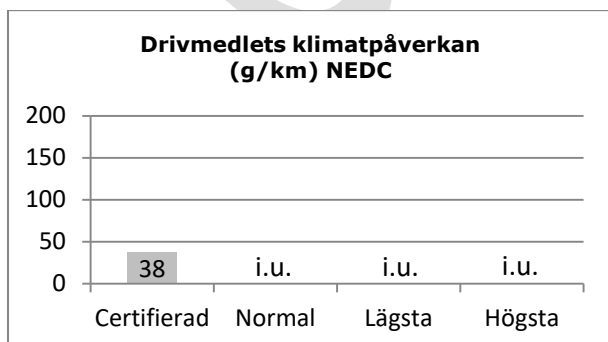 Drivmedlets klimatpåverkan
(g/km) NEDC
200
150
100
50
0
38 i.u. i.u. i.u.
Certifierad Normal Lägsta Högsta